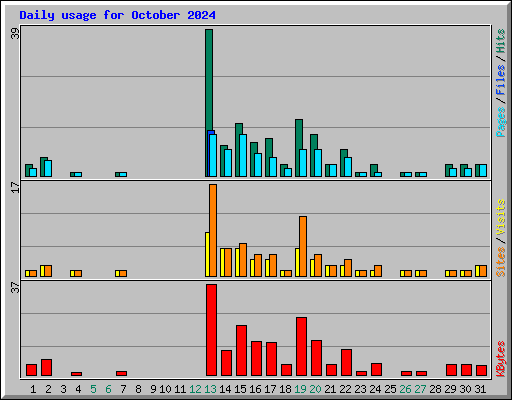 Daily usage for October 2024
39
Pages / Files / Hits
17
Sites / Visits
37
KBytes
1 2 3 4 5 6 7 8 9 10 11 12 13 14 15 16 17 18 19 20 21 22 23 24 25 26 27 28 29 30 31